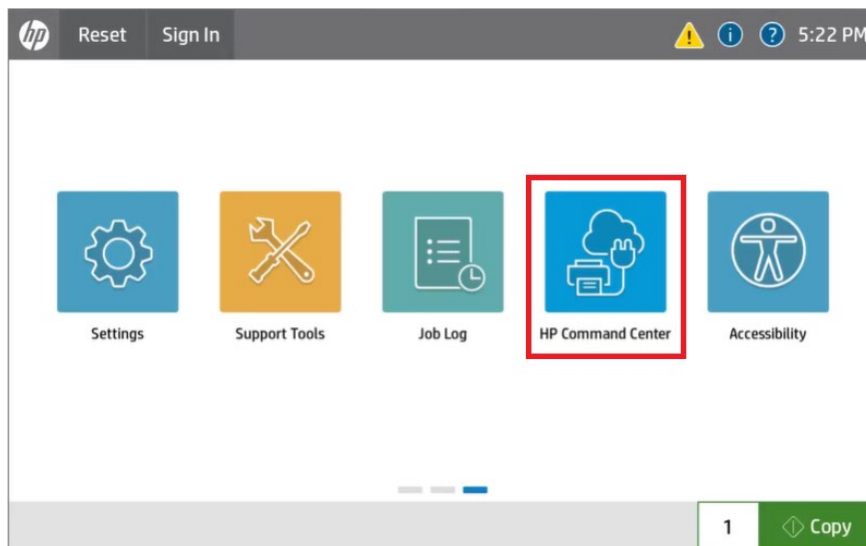 hp Reset Sign In ! i ? 5:22 PM
Settings Support Tools Job Log HP Command Center Accessibility
1 Copy